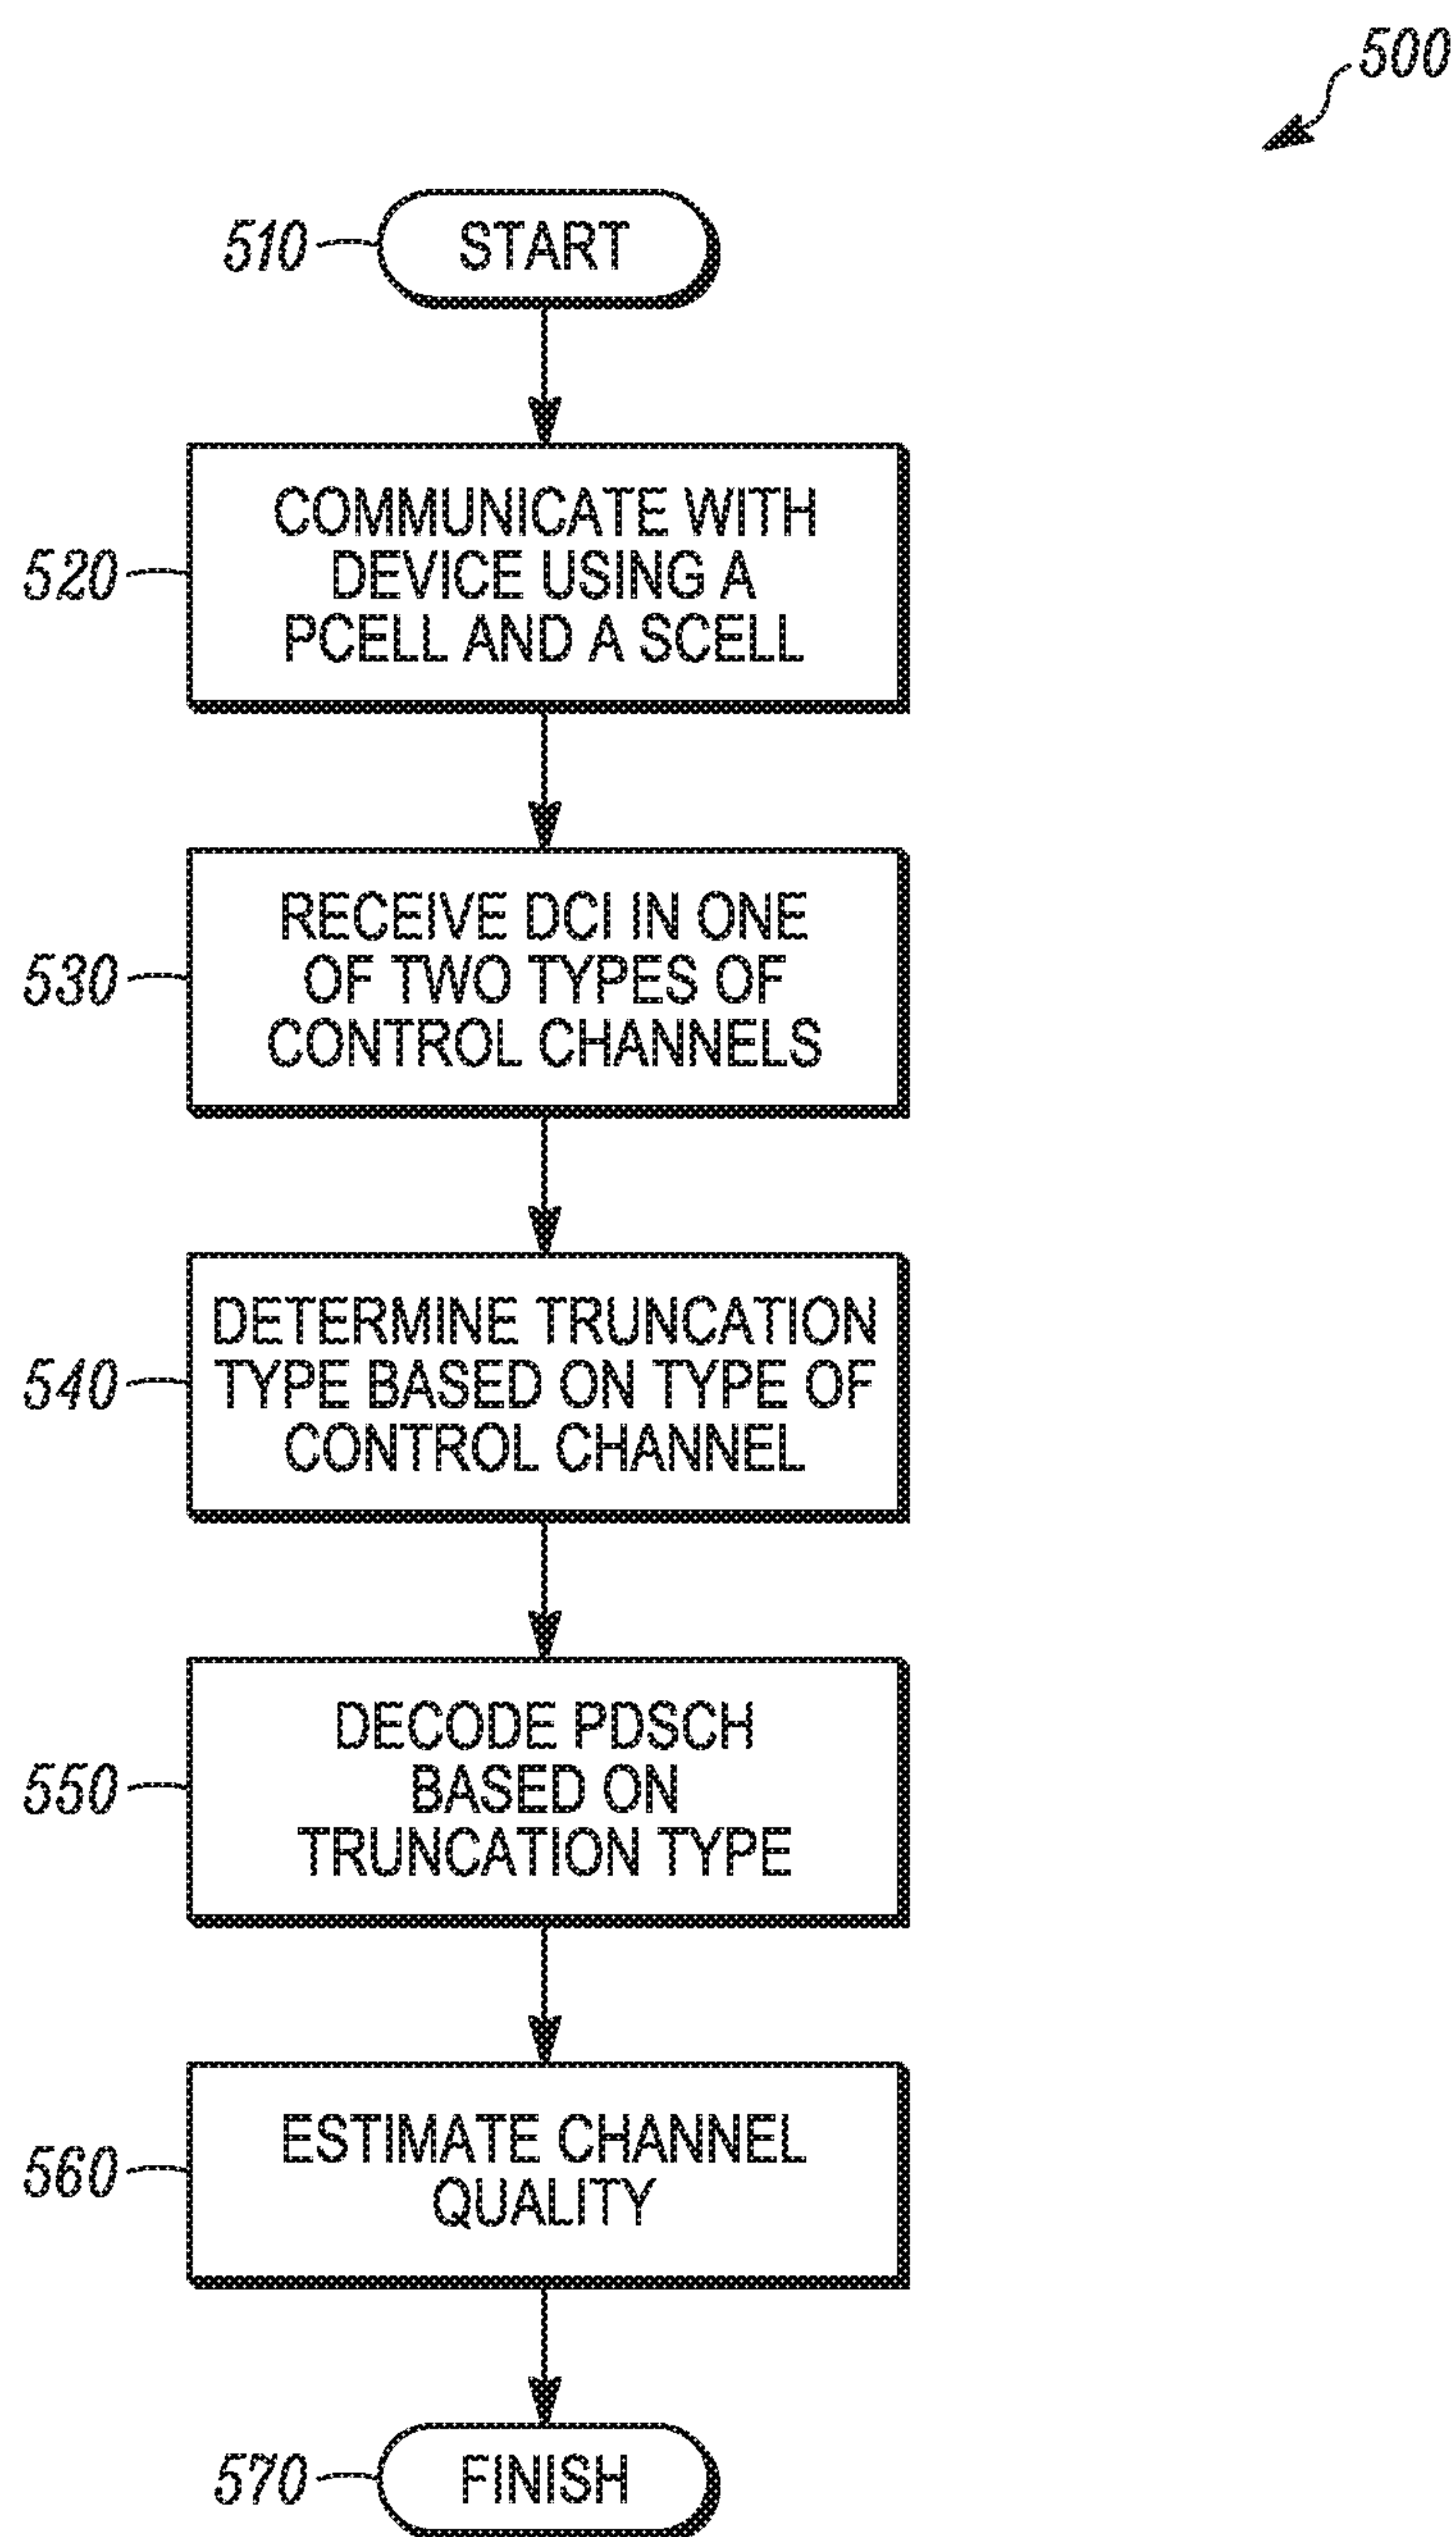 500
510
START
520
COMMUNICATE WITH
DEVICE USING A
PCELL AND A SCELL
530
RECEIVE DCI IN ONE
OF TWO TYPES OF
CONTROL CHANNELS
540
DETERMINE TRUNCATION
TYPE BASED ON TYPE OF
CONTROL CHANNEL
550
DECODE PDSCH
BASED ON
TRUNCATION TYPE
560
ESTIMATE CHANNEL
QUALITY
570
FINISH